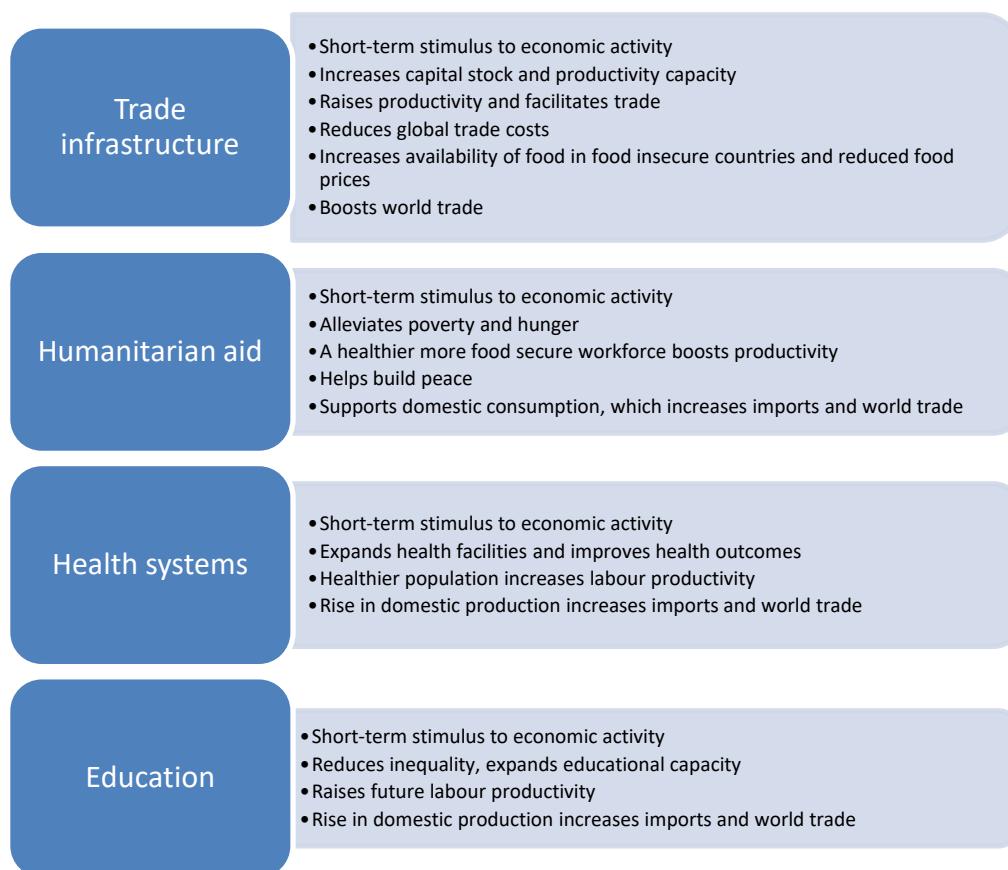 Trade
infrastructure
•Short-term stimulus to economic activity
•Increases capital stock and productivity capacity
•Raises productivity and facilitates trade
•Reduces global trade costs
•Increases availability of food in food insecure countries and reduced food
prices
•Boosts world trade
Humanitarian aid
•Short-term stimulus to economic activity
•Alleviates poverty and hunger
•A healthier more food secure workforce boosts productivity
•Helps build peace
•Supports domestic consumption, which increases imports and world trade
Health systems
•Short-term stimulus to economic activity
•Expands health facilities and improves health outcomes
•Healthier population increases labour productivity
•Rise in domestic production increases imports and world trade
Education
•Short-term stimulus to economic activity
•Reduces inequality, expands educational capacity
•Raises future labour productivity
•Rise in domestic production increases imports and world trade